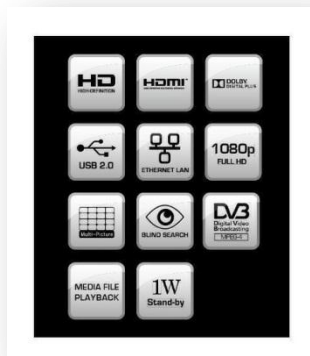 HD
HIGH-DEFINITION
HDMI
DOLBY
DIGITAL PLUS
USB 2.0
ETHERNET LAN
1080p
FULL HD
Multi-Picture
BLIND SEARCH
DVB
Digital Video
Broadcasting
MPEG-4
MEDIA FILE
PLAYBACK
1W
Stand-by